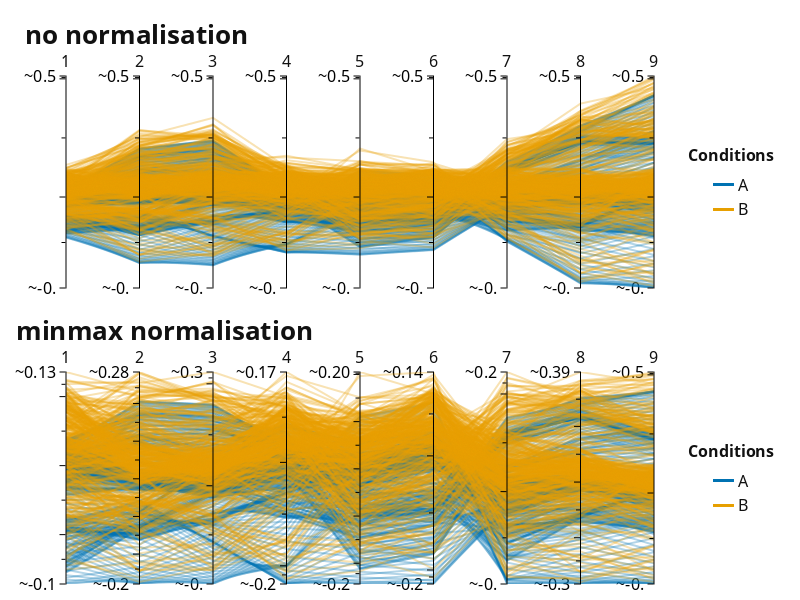 no normalisation
1 2 3 4 5 6 7 8 9
~0.5 ~0.5 ~0.5 ~0.5 ~0.5 ~0.5 ~0.5 ~0.5 ~0.5
Conditions
A
B
~-0. ~-0. ~-0. ~-0. ~-0. ~-0. ~-0. ~-0. ~-0.
minmax normalisation
1 2 3 4 5 6 7 8 9
~0.13 ~0.28 ~0.3 ~0.17 ~0.20 ~0.14 ~0.2 ~0.39 ~0.5
Conditions
A
B
~-0.1 ~-0.2 ~-0. ~-0.2 ~-0.2 ~-0.2 ~-0. ~-0.3 ~-0.